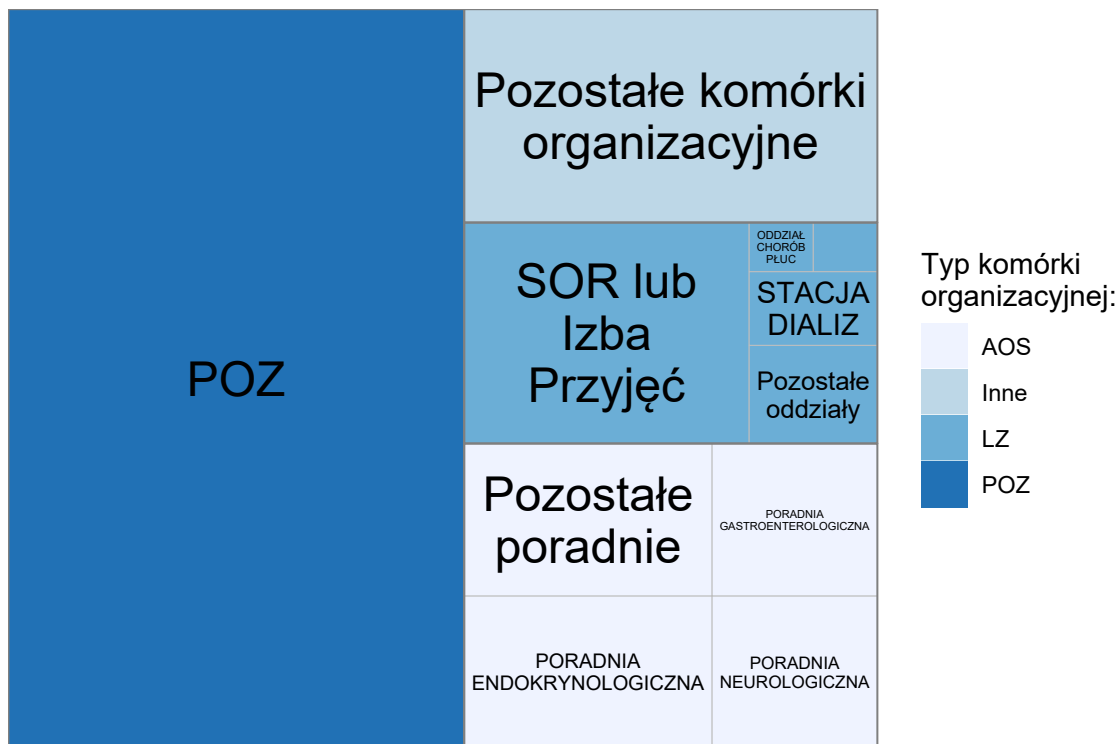 POZ
Pozostałe komórki
organizacyjne
SOR lub
Izba
Przyjęć
ODDZIAŁ
CHORÓB
PŁUC
STACJA
DIALIZ
Pozostałe
oddziały
Pozostałe
poradnie
PORADNIA
GASTROENTEROLOGICZNA
PORADNIA
ENDOKRYNOLOGICZNA
PORADNIA
NEUROLOGICZNA
Typ komórki
organizacyjnej:
AOS
Inne
LZ
POZ